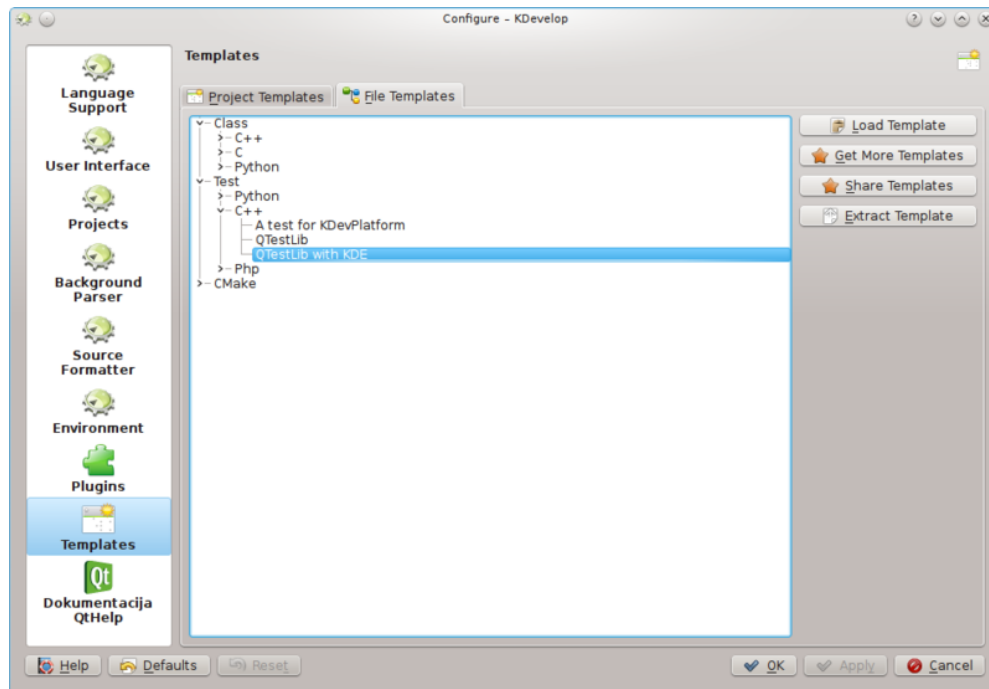 Configure – KDevelop
Language
Support
User Interface
Projects
Background
Parser
Source
Formatter
Environment
Plugins
Templates
Dokumentacija
QtHelp
Templates
Project Templates
File Templates
Class
C++
C
Python
Test
Python
C++
A test for KDevPlatform
QTestLib
QTestLib with KDE
Php
CMake
Load Template
Get More Templates
Share Templates
Extract Template
Help
Defaults
Reset
OK
Apply
Cancel